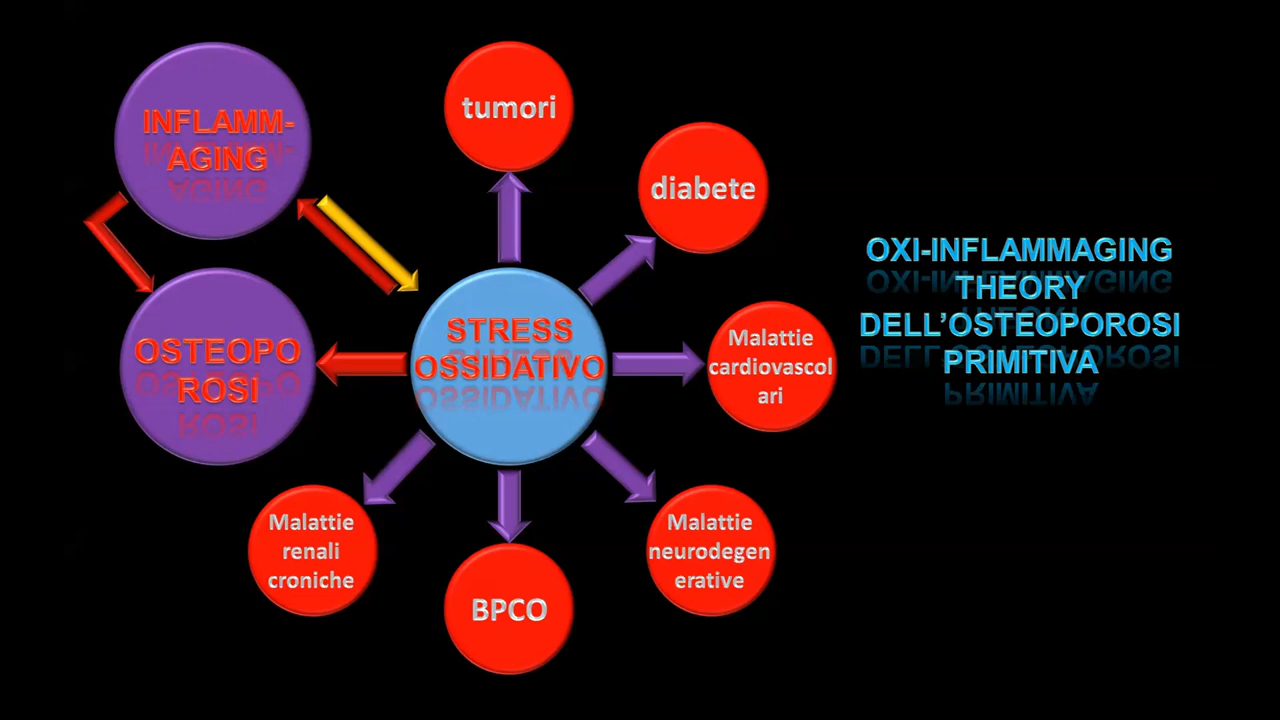 INFLAMM-
AGING
tumori
diabete
OSTEOPO
ROSI
STRESS
OSSIDATIVO
Malattie
cardiovascol
ari
Malattie
renali
croniche
BPCO
Malattie
neurodegen
erative
OXI-INFLAMMAGING
THEORY
DELL’OSTEOPOROSI
PRIMITIVA